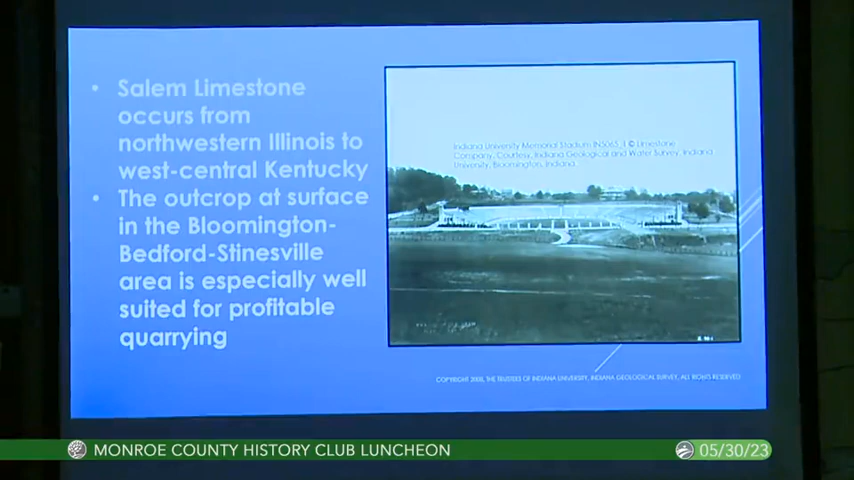 • Salem Limestone
occurs from
northwestern Illinois to
west-central Kentucky
• The outcrop at surface
in the Bloomington-
Bedford-Stinesville
area is especially well
suited for profitable
quarrying
Indiana University Memorial Stadium IN5065_1 © Limestone
Company, Courtesy, Indiana Geological and Water Survey, Indiana
University, Bloomington, Indiana.
COPYRIGHT 2008, THE TRUSTEES OF INDIANA UNIVERSITY, INDIANA GEOLOGICAL SURVEY, ALL RIGHTS RESERVED
MONROE COUNTY HISTORY CLUB LUNCHEON
05/30/23